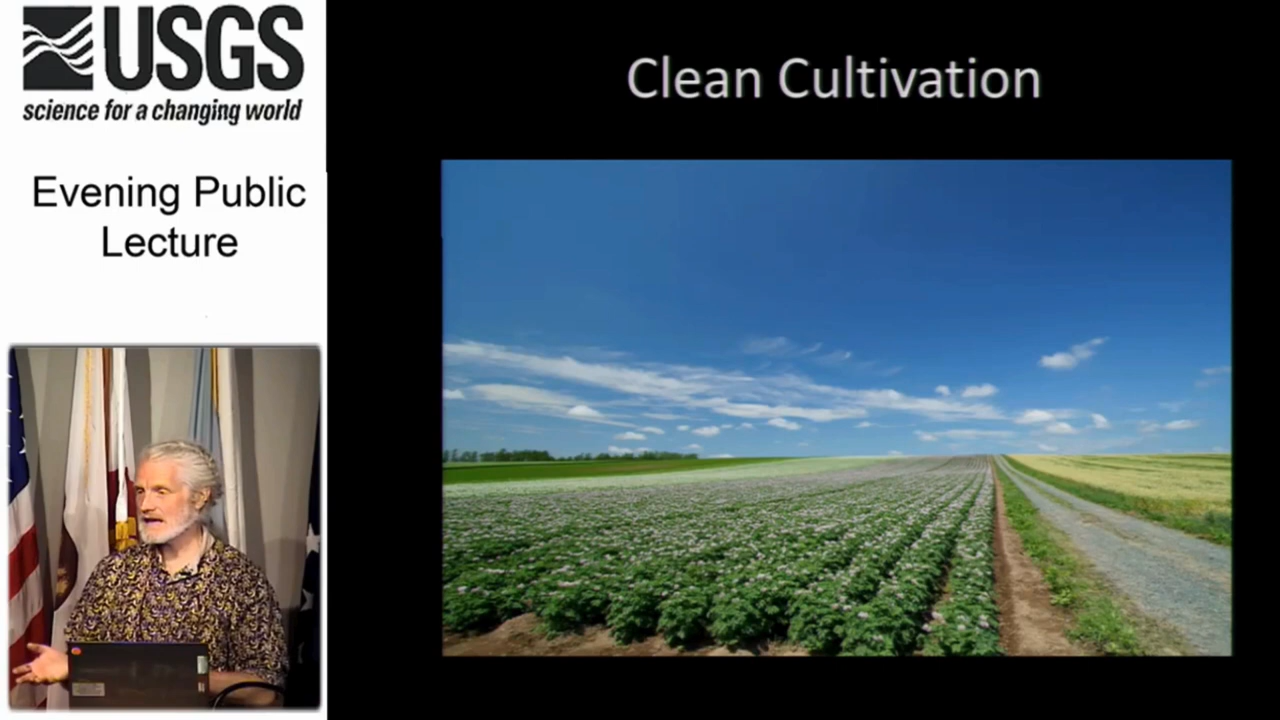 USGS
science for a changing world
Evening Public
Lecture
Clean Cultivation